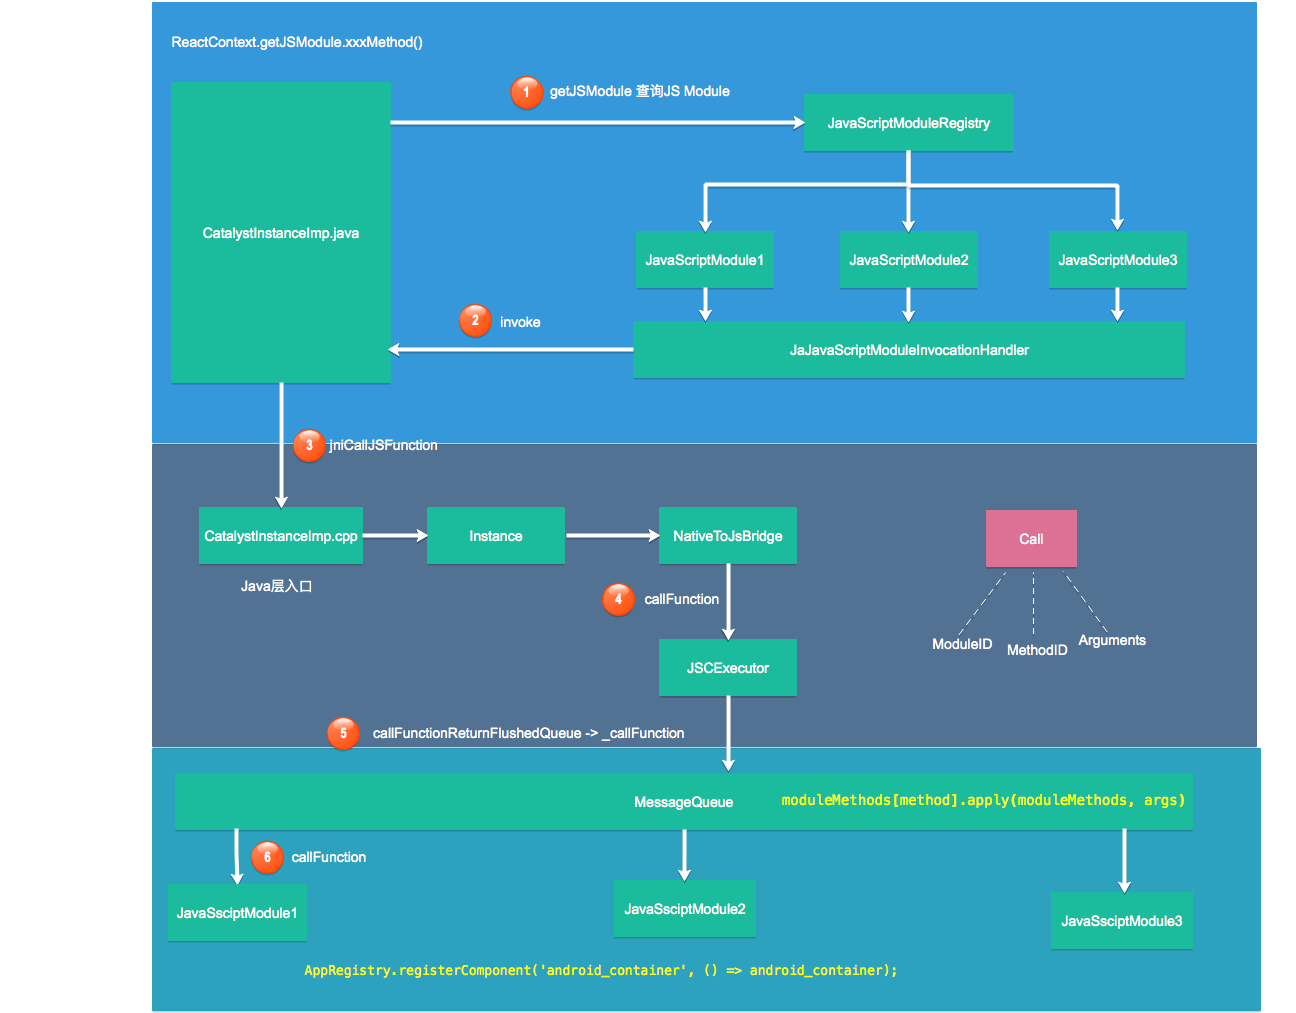 ReactContext.getJSModule.xxxMethod()
1
getJSModule 查询JS Module
JavaScriptModuleRegistry
CatalystInstanceImp.java
JavaScriptModule1
JavaScriptModule2
JavaScriptModule3
2
invoke
JaJavaScriptModuleInvocationHandler
3
jniCallJSFunction
CatalystInstanceImp.cpp
Instance
NativeToJsBridge
Call
Java层入口
4
callFunction
ModuleID
MethodID
Arguments
JSCExecutor
5
callFunctionReturnFlushedQueue -> _callFunction
MessageQueue
moduleMethods[method].apply(moduleMethods, args)
6
callFunction
JavaSsciptModule1
JavaSsciptModule2
JavaSsciptModule3
AppRegistry.registerComponent('android_container', () => android_container);